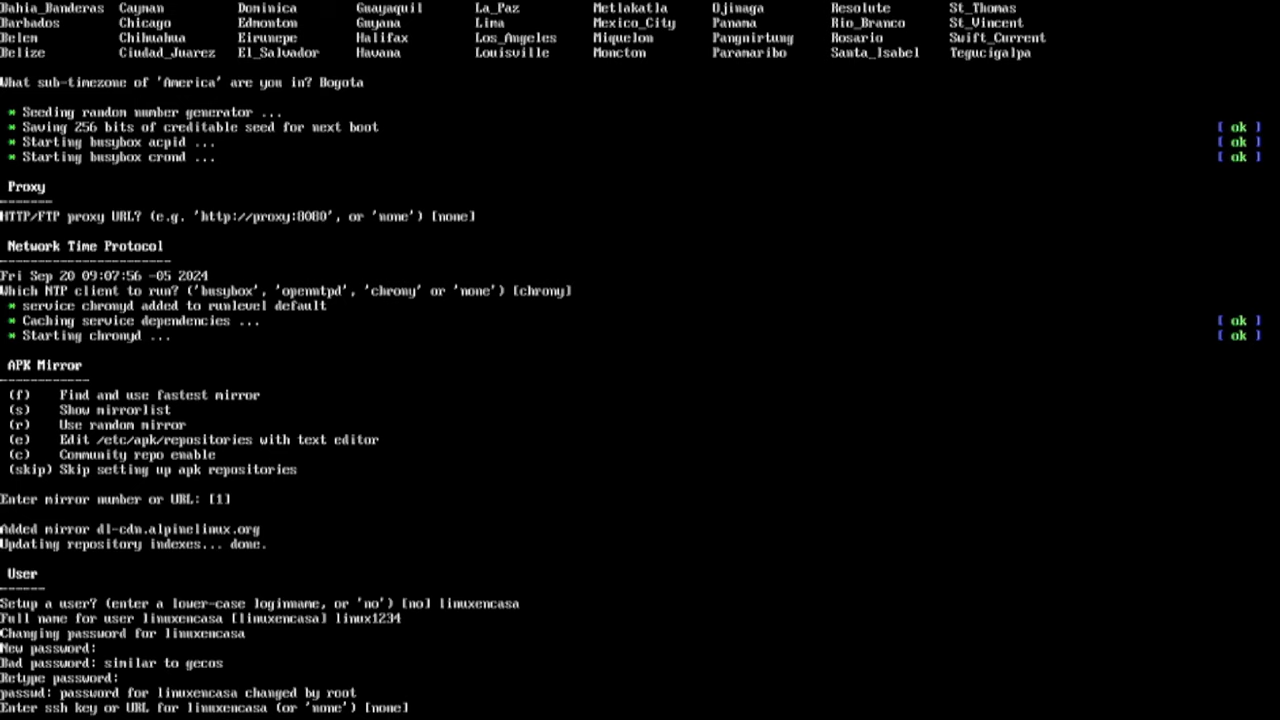 Bahia_Banderas Cayman Dominica Guayaquil La_Paz Metlakatla Ojinaga Resolute St_Thomas
Barbados Chicago Edmonton Guyana Lima Mexico_City Panama Rio_Branco St_Vincent
Belem Chihuahua Eirunepe Halifax Los_Angeles Miquelon Pangnirtung Rosario Swift_Current
Belize Ciudad_Juarez El_Salvador Havana Louisville Moncton Paramaribo Santa_Isabel Tegucigalpa
What sub-timezone of 'America' are you in? Bogota
* Seeding random number generator ...
* Saving 256 bits of creditable seed for next boot [ ok ]
* Starting busybox acpid ... [ ok ]
* Starting busybox crond ... [ ok ]
Proxy
-------
HTTP/FTP proxy URL? (e.g. 'http://proxy:8080', or 'none') [none]
Network Time Protocol
-----------------------
Fri Sep 20 09:07:56 -05 2024
Which NTP client to run? ('busybox', 'openntpd', 'chrony' or 'none') [chrony]
* service chronyd added to runlevel default
* Caching service dependencies ... [ ok ]
* Starting chronyd ... [ ok ]
APK Mirror
------------
(f) Find and use fastest mirror
(s) Show mirrorlist
(r) Use random mirror
(e) Edit /etc/apk/repositories with text editor
(c) Community repo enable
(skip) Skip setting up apk repositories
Enter mirror number or URL: [1]
Added mirror dl-cdn.alpinelinux.org
Updating repository indexes... done.
User
------
Setup a user? (enter a lower-case loginname, or 'no') [no] linuxencasa
Full name for user linuxencasa [linuxencasa] linux1234
Changing password for linuxencasa
New password:
Bad password: similar to gecos
Retype password:
passwd: password for linuxencasa changed by root
Enter ssh key or URL for linuxencasa (or 'none') [none]